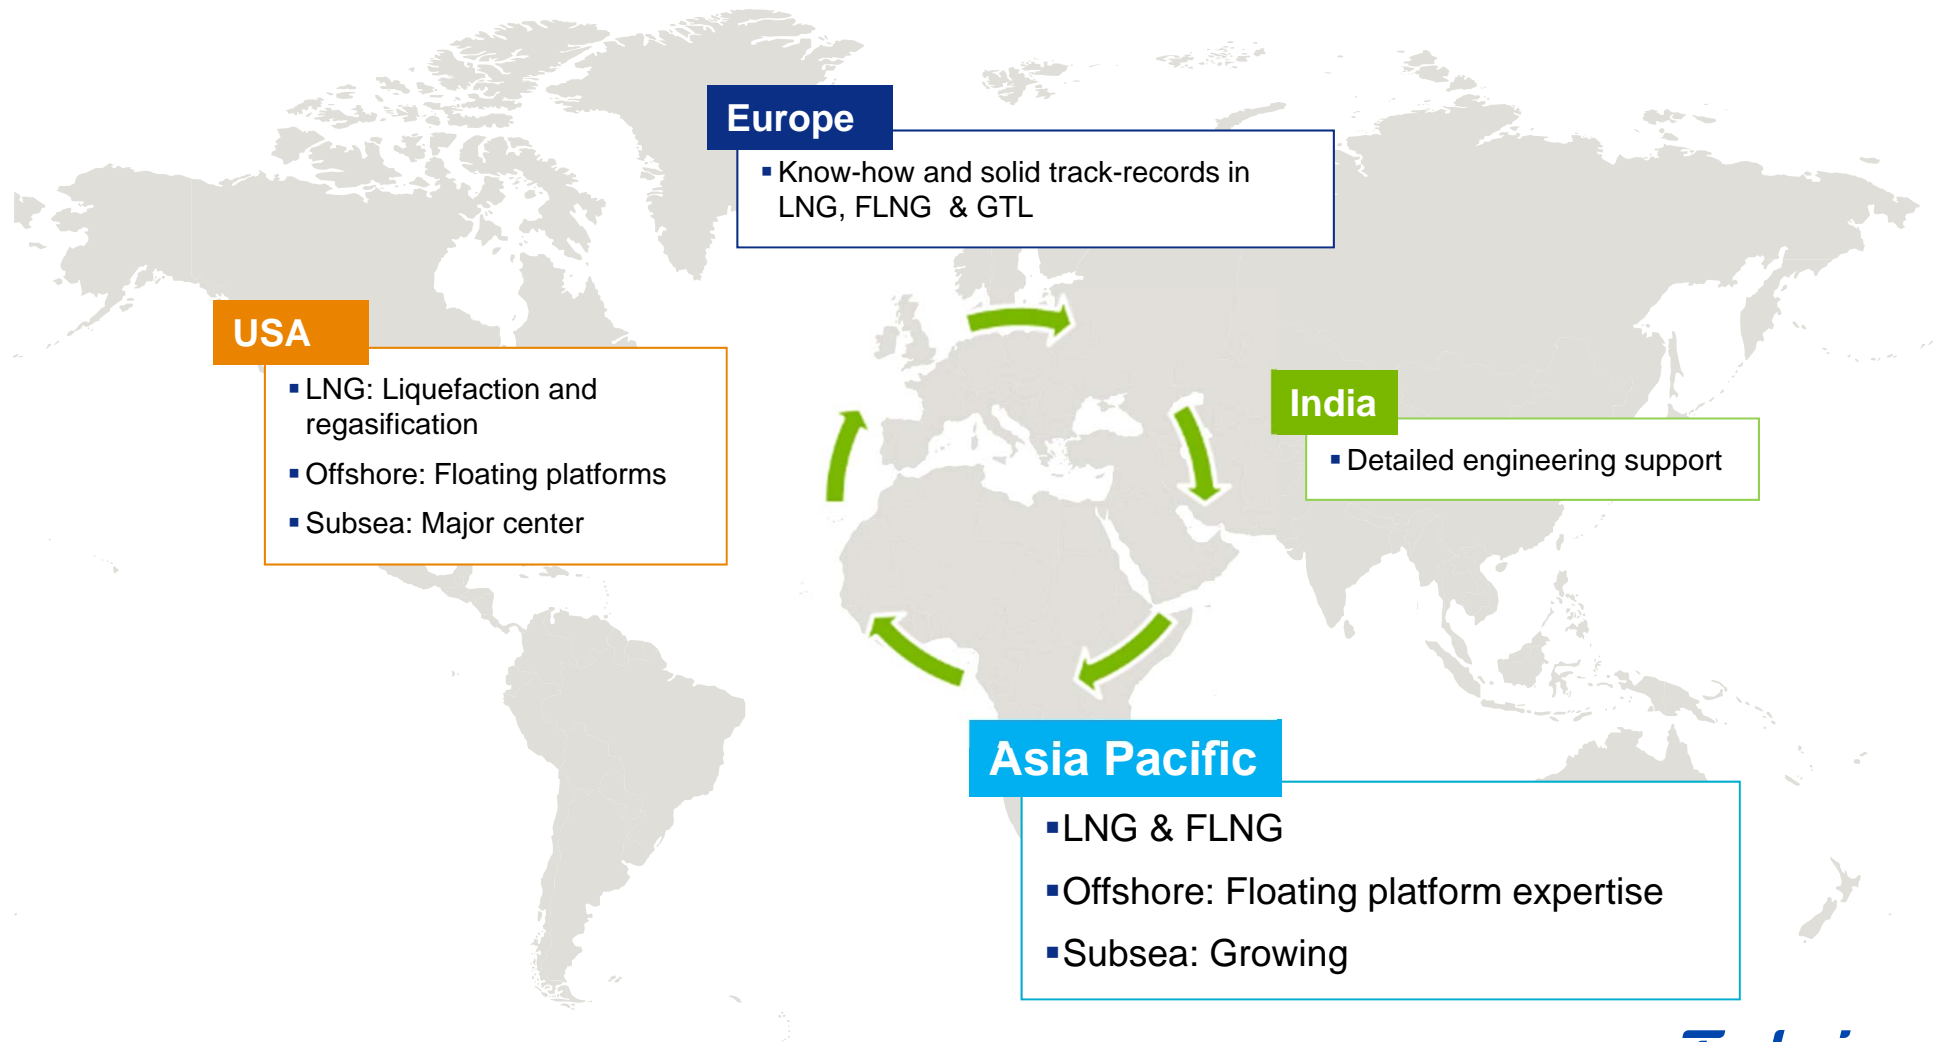 Europe
▪ Know-how and solid track-records in
LNG, FLNG & GTL
USA
▪ LNG: Liquefaction and
regasification
▪ Offshore: Floating platforms
▪ Subsea: Major center
India
▪ Detailed engineering support
Asia Pacific
▪ LNG & FLNG
▪ Offshore: Floating platform expertise
▪ Subsea: Growing